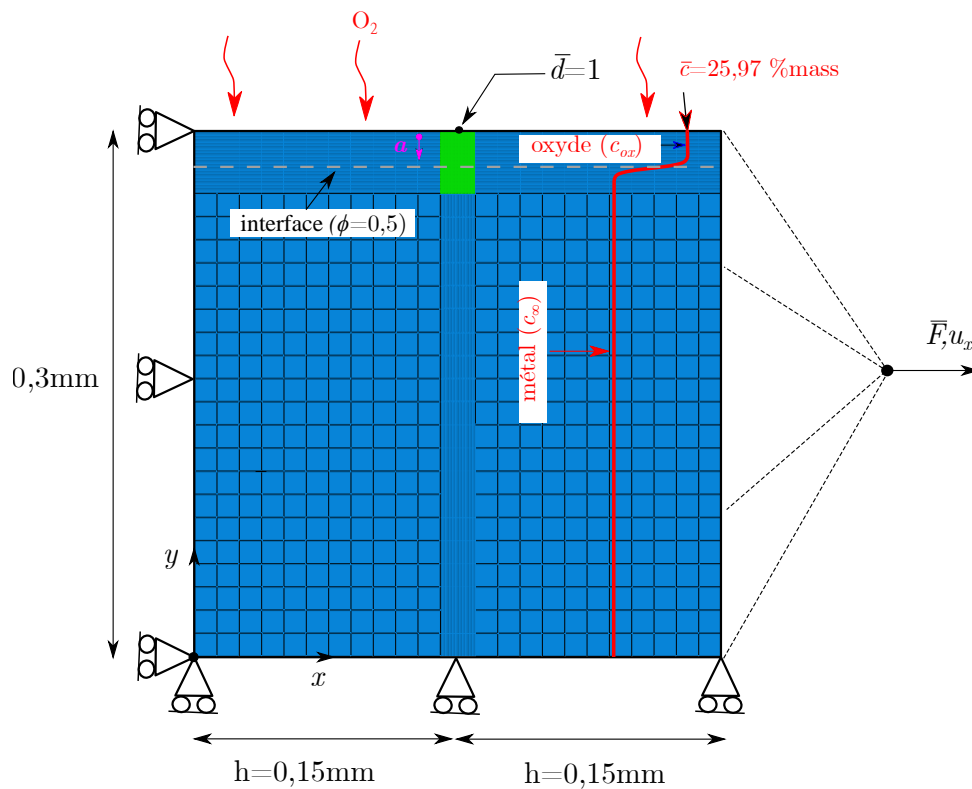 O₂
d̅=1
c̅=25,97 %mass
a
oxyde (cₒₓ)
interface (ϕ=0,5)
métal (c∞)
F̅,uₓ
0,3mm
y
x
h=0,15mm
h=0,15mm